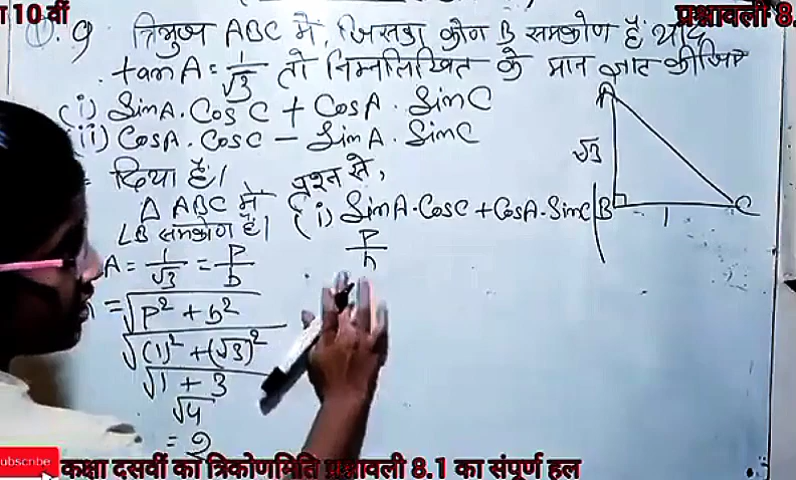 10 वीं
प्रश्नावली 8.
①. 9 त्रिभुज ABC में, जिसका कोण B समकोण है, यदि
tan A = 1/√3 तो निम्नलिखित के मान ज्ञात कीजिए
(i) Sin A . Cos C + Cos A . Sin C
(ii) Cos A . Cos C - Sin A . Sin C
दिया है।
प्रश्न से,
Δ ABC में
(i) Sin A . Cos C + Cos A . Sin C
∠B समकोण है।
P/h
A = 1/√3 = P/b
= √P² + b²
√(1)² + (√3)²
√1 + 3
√4
= 2
A
√3
B
1
C
ubscribe
कक्षा दसवीं का त्रिकोणमिति प्रश्नावली 8.1 का संपूर्ण हल